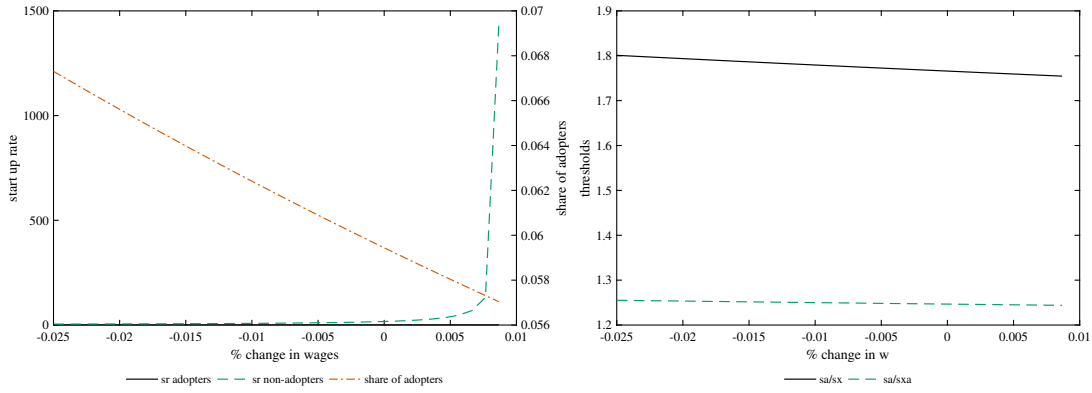 1500
1000
500
0
start up rate
0.07
0.068
0.066
0.064
0.062
0.06
0.058
0.056
share of adopters
-0.025 -0.02 -0.015 -0.01 -0.005 0 0.005 0.01
% change in wages
sr adopters sr non-adopters share of adopters
1.9
1.8
1.7
1.6
1.5
1.4
1.3
1.2
thresholds
-0.025 -0.02 -0.015 -0.01 -0.005 0 0.005 0.01
% change in w
sa/sx sa/sxa